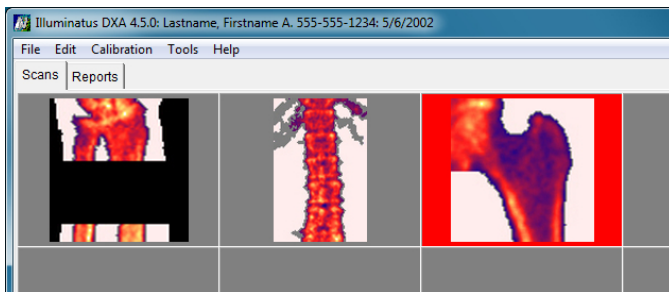 Illuminatus DXA 4.5.0: Lastname, Firstname A. 555-555-1234: 5/6/2002
File Edit Calibration Tools Help
Scans Reports